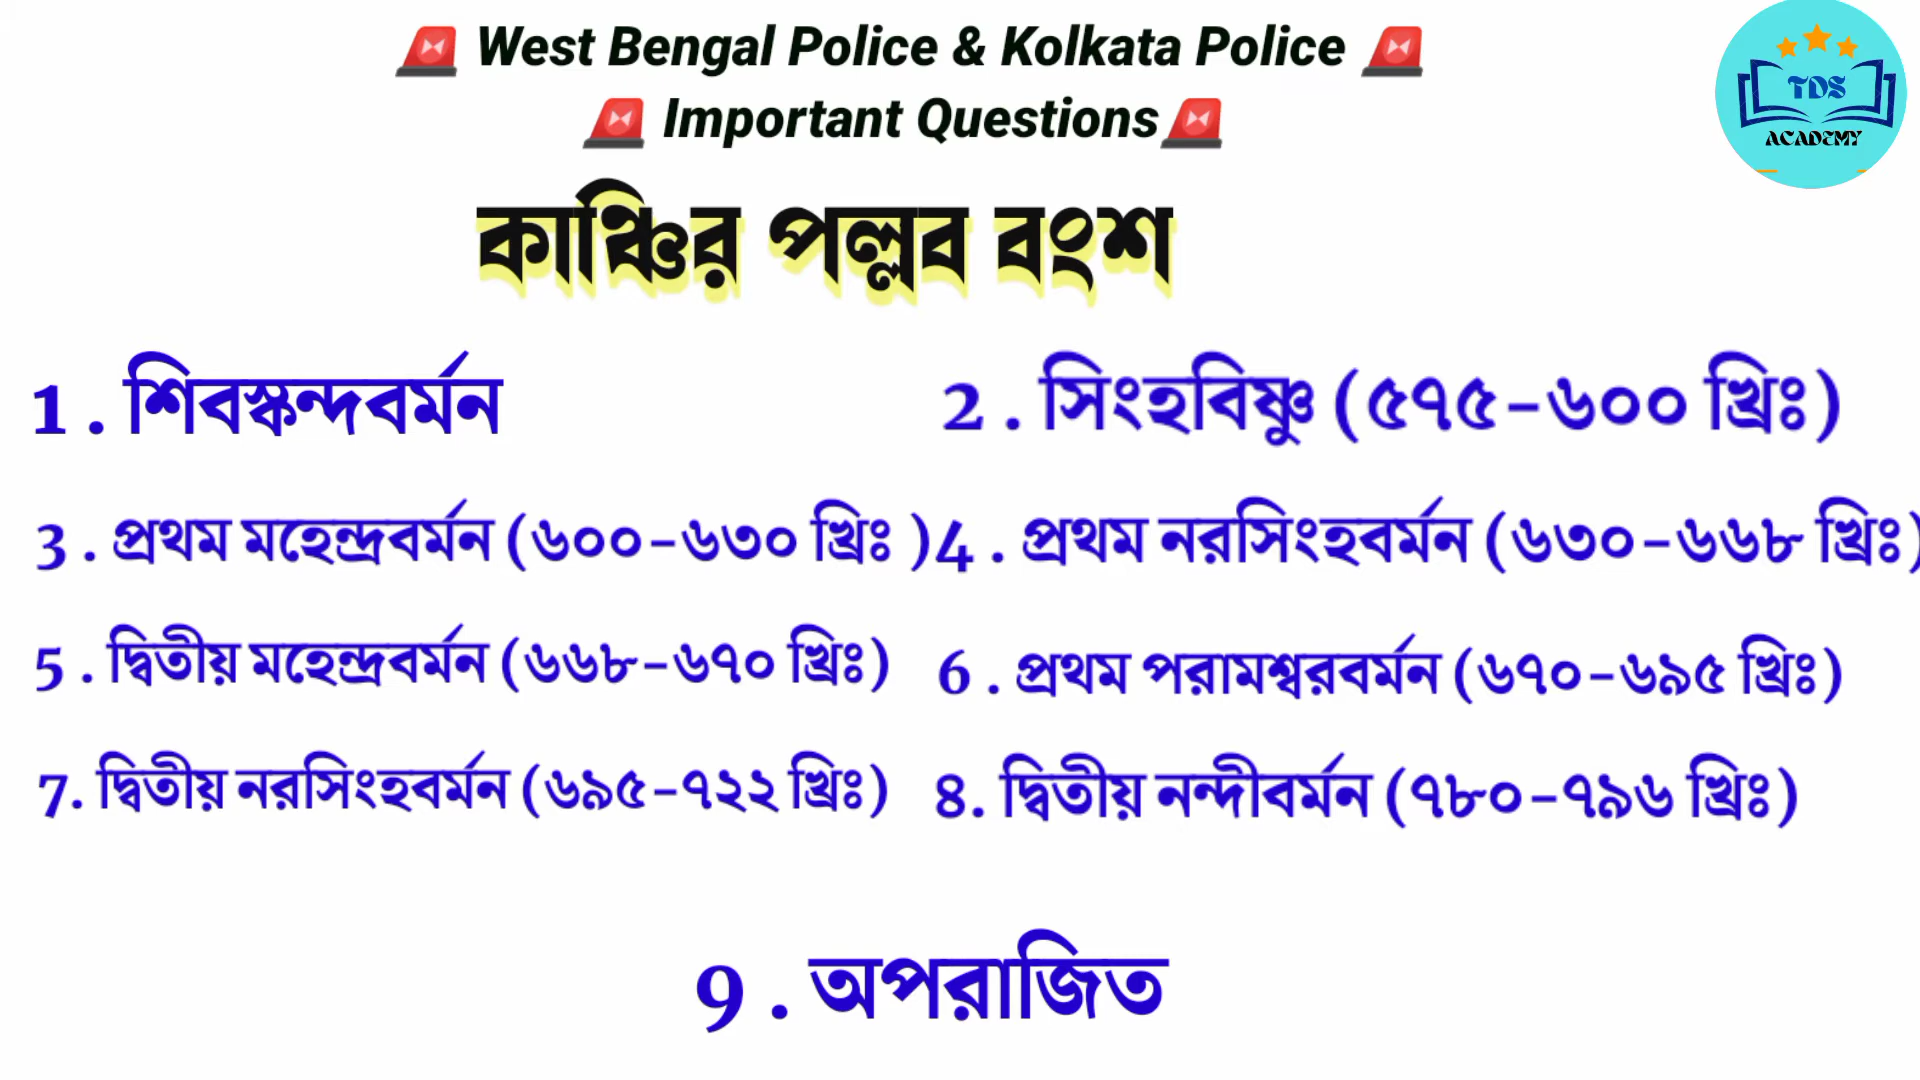 🚨 West Bengal Police & Kolkata Police 🚨
🚨 Important Questions🚨
TDS
ACADEMY
কাঞ্চির পল্লব বংশ
1 . শিবস্কন্দবর্মন
2 . সিংহবিষ্ণু (৫৭৫-৬০০ খ্রিঃ)
3 . প্রথম মহেন্দ্রবর্মন (৬০০-৬৩০ খ্রিঃ )
4 . প্রথম নরসিংহবর্মন (৬৩০-৬৬৮ খ্রিঃ)
5 . দ্বিতীয় মহেন্দ্রবর্মন (৬৬৮-৬৭০ খ্রিঃ)
6 . প্রথম পরামশ্বরবর্মন (৬৭০-৬৯৫ খ্রিঃ)
7. দ্বিতীয় নরসিংহবর্মন (৬৯৫-৭২২ খ্রিঃ)
৪. দ্বিতীয় নন্দীবর্মন (৭৮০-৭৯৬ খ্রিঃ)
9 . অপরাজিত